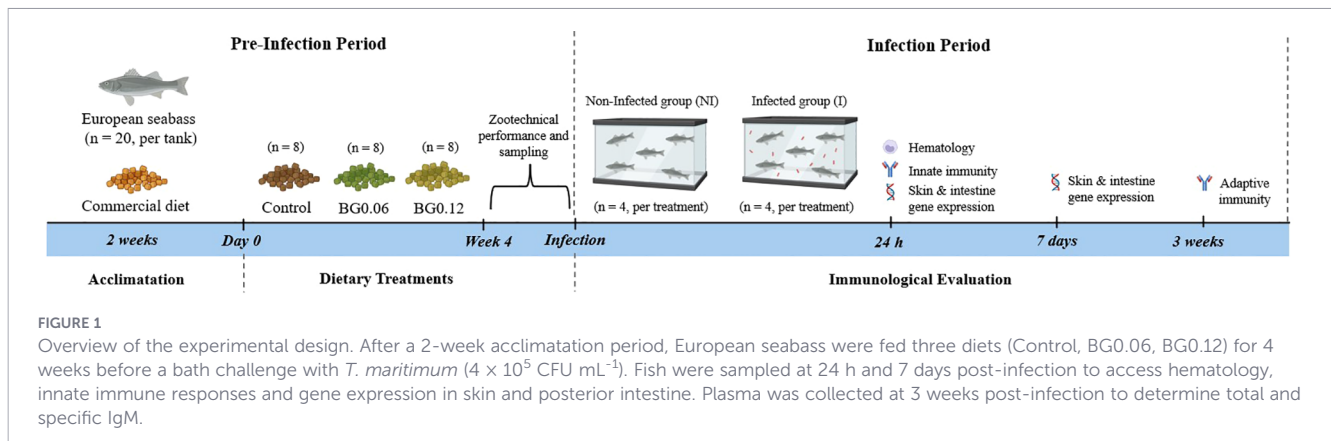 Pre-Infection Period
Infection Period
European seabass
(n = 20, per tank)
Commercial diet
(n = 8)
(n = 8)
(n = 8)
Control
BG0.06
BG0.12
Zootechnical
performance and
sampling
Non-Infected group (NI)
(n = 4, per treatment)
Infected group (I)
(n = 4, per treatment)
Hematology
Innate immunity
Skin & intestine
gene expression
Skin & intestine
gene expression
Adaptive
immunity
2 weeks
Day 0
Week 4
Infection
24 h
7 days
3 weeks
Acclimatation
Dietary Treatments
Immunological Evaluation
FIGURE 1
Overview of the experimental design. After a 2-week acclimatation period, European seabass were fed three diets (Control, BG0.06, BG0.12) for 4
weeks before a bath challenge with T. maritimum (4 × 10⁵ CFU mL⁻¹). Fish were sampled at 24 h and 7 days post-infection to access hematology,
innate immune responses and gene expression in skin and posterior intestine. Plasma was collected at 3 weeks post-infection to determine total and
specific IgM.